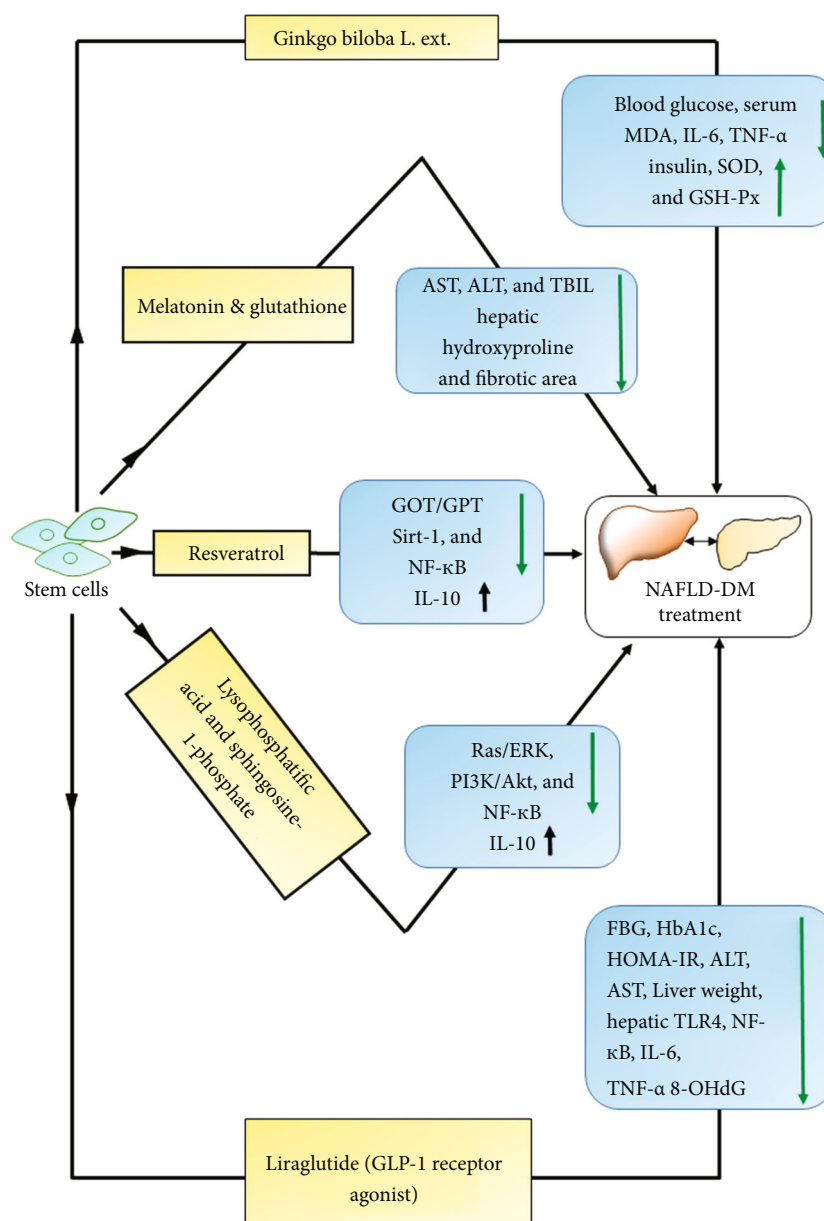 Ginkgo biloba L. ext.
Blood glucose, serum
MDA, IL-6, TNF-α
insulin, SOD,
and GSH-Px
Melatonin & glutathione
AST, ALT, and TBIL
hepatic
hydroxyproline
and fibrotic area
Stem cells
Resveratrol
GOT/GPT
Sirt-1, and
NF-κB
IL-10
NAFLD-DM
treatment
Lysophosphatific
acid and sphingosine-
1-phosphate
Ras/ERK,
PI3K/Akt, and
NF-κB
IL-10
FBG, HbA1c,
HOMA-IR, ALT,
AST, Liver weight,
hepatic TLR4, NF-
κB, IL-6,
TNF-α 8-OHdG
Liraglutide (GLP-1 receptor
agonist)